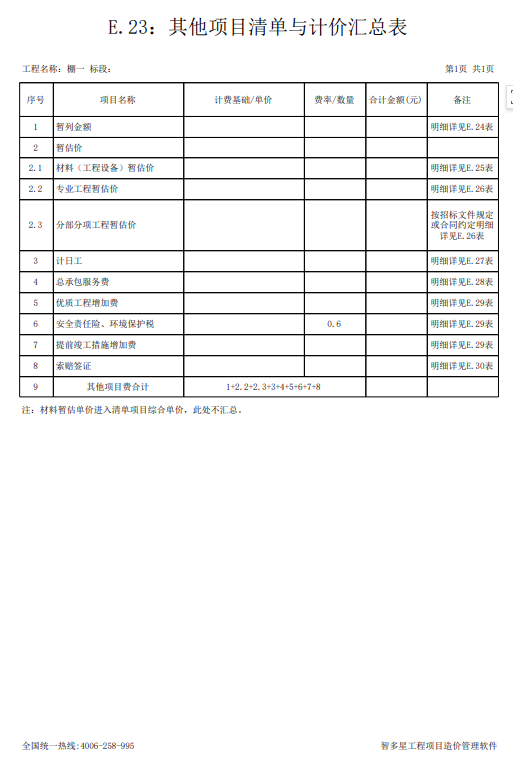 E.23: 其他项目清单与计价汇总表
工程名称: 棚一 标段: 第1页 共1页
序号 项目名称 计费基础/单价 费率/数量 合计金额(元) 备注
1 暂列金额 明细详见E.24表
2 暂估价
2.1 材料（工程设备）暂估价 明细详见E.25表
2.2 专业工程暂估价 明细详见E.26表
2.3 分部分项工程暂估价 按招标文件规定
或合同约定明细
详见E.26表
3 计日工 明细详见E.27表
4 总承包服务费 明细详见E.28表
5 优质工程增加费 明细详见E.29表
6 安全责任险、环境保护税 0.6 明细详见E.29表
7 提前竣工措施增加费 明细详见E.29表
8 索赔签证 明细详见E.30表
9 其他项目费合计 1+2.2+2.3+3+4+5+6+7+8
注: 材料暂估单价进入清单项目综合单价，此处不汇总。
全国统一热线:4006-258-995 智多星工程项目造价管理软件